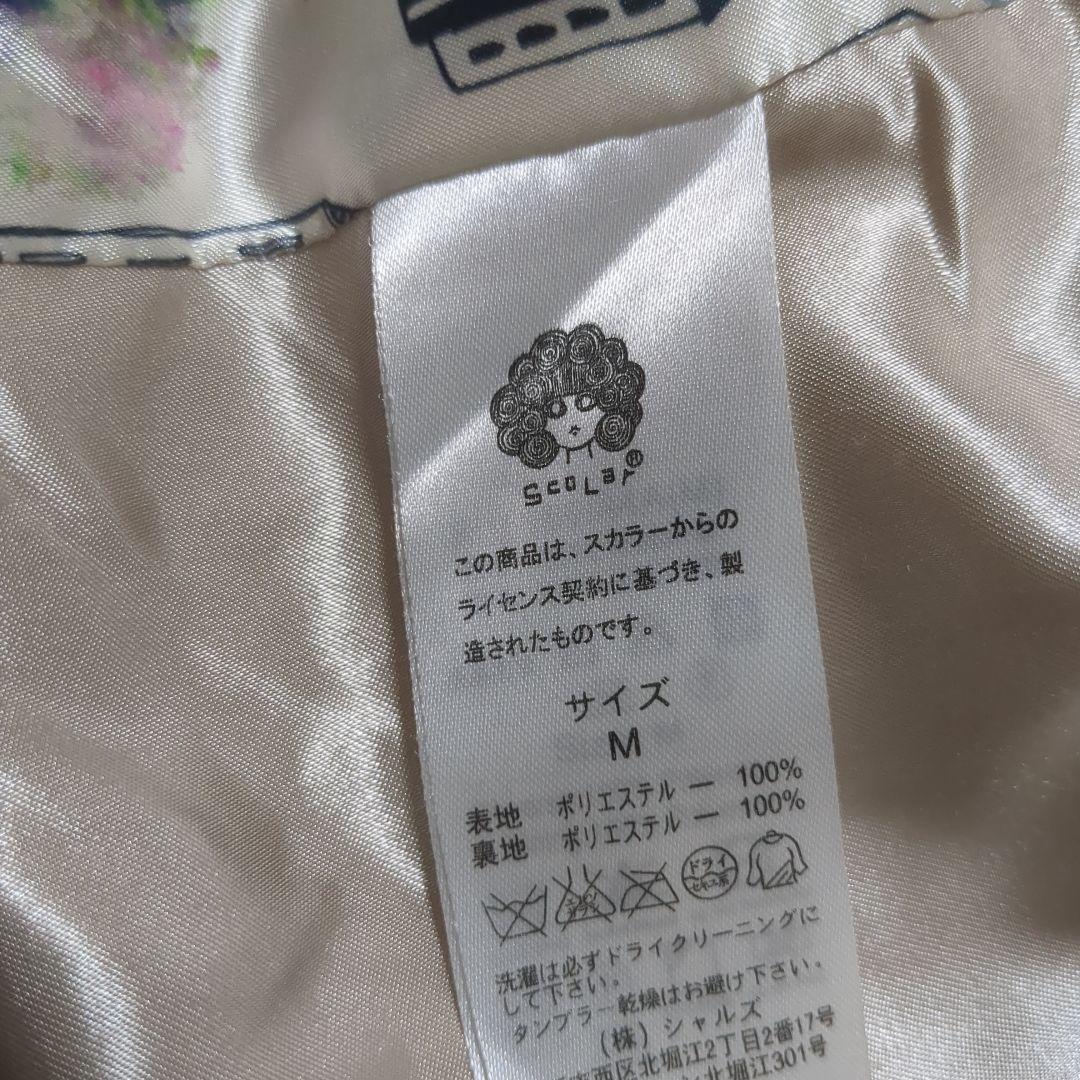 ScoLar®
この商品は、スカラーからの
ライセンス契約に基づき、製
造されたものです。
サイズ
M
表地 ポリエステル ー 100%
裏地 ポリエステル ー 100%
ドライ
セキユ系
洗濯は必ずドライクリーニングに
して下さい。
タンブラー乾燥はお避け下さい。
(株) シャルズ
西区北堀江2丁目2番17号
北堀江301号